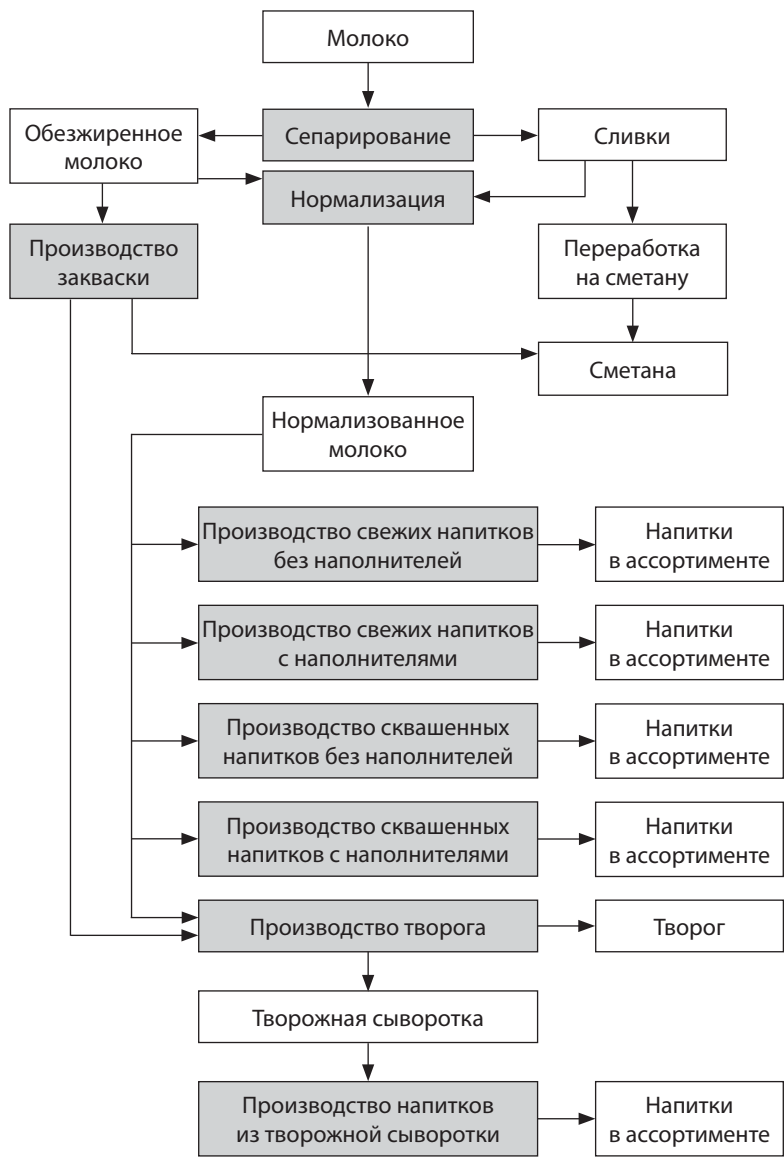 Молоко
Обезжиренное
молоко
Сепарирование
Сливки
Нормализация
Производство
закваски
Переработка
на сметану
Сметана
Нормализованное
молоко
Производство свежих напитков
без наполнителей
Напитки
в ассортименте
Производство свежих напитков
с наполнителями
Напитки
в ассортименте
Производство сквашенных
напитков без наполнителей
Напитки
в ассортименте
Производство сквашенных
напитков с наполнителями
Напитки
в ассортименте
Производство творога
Творог
Творожная сыворотка
Производство напитков
из творожной сыворотки
Напитки
в ассортименте